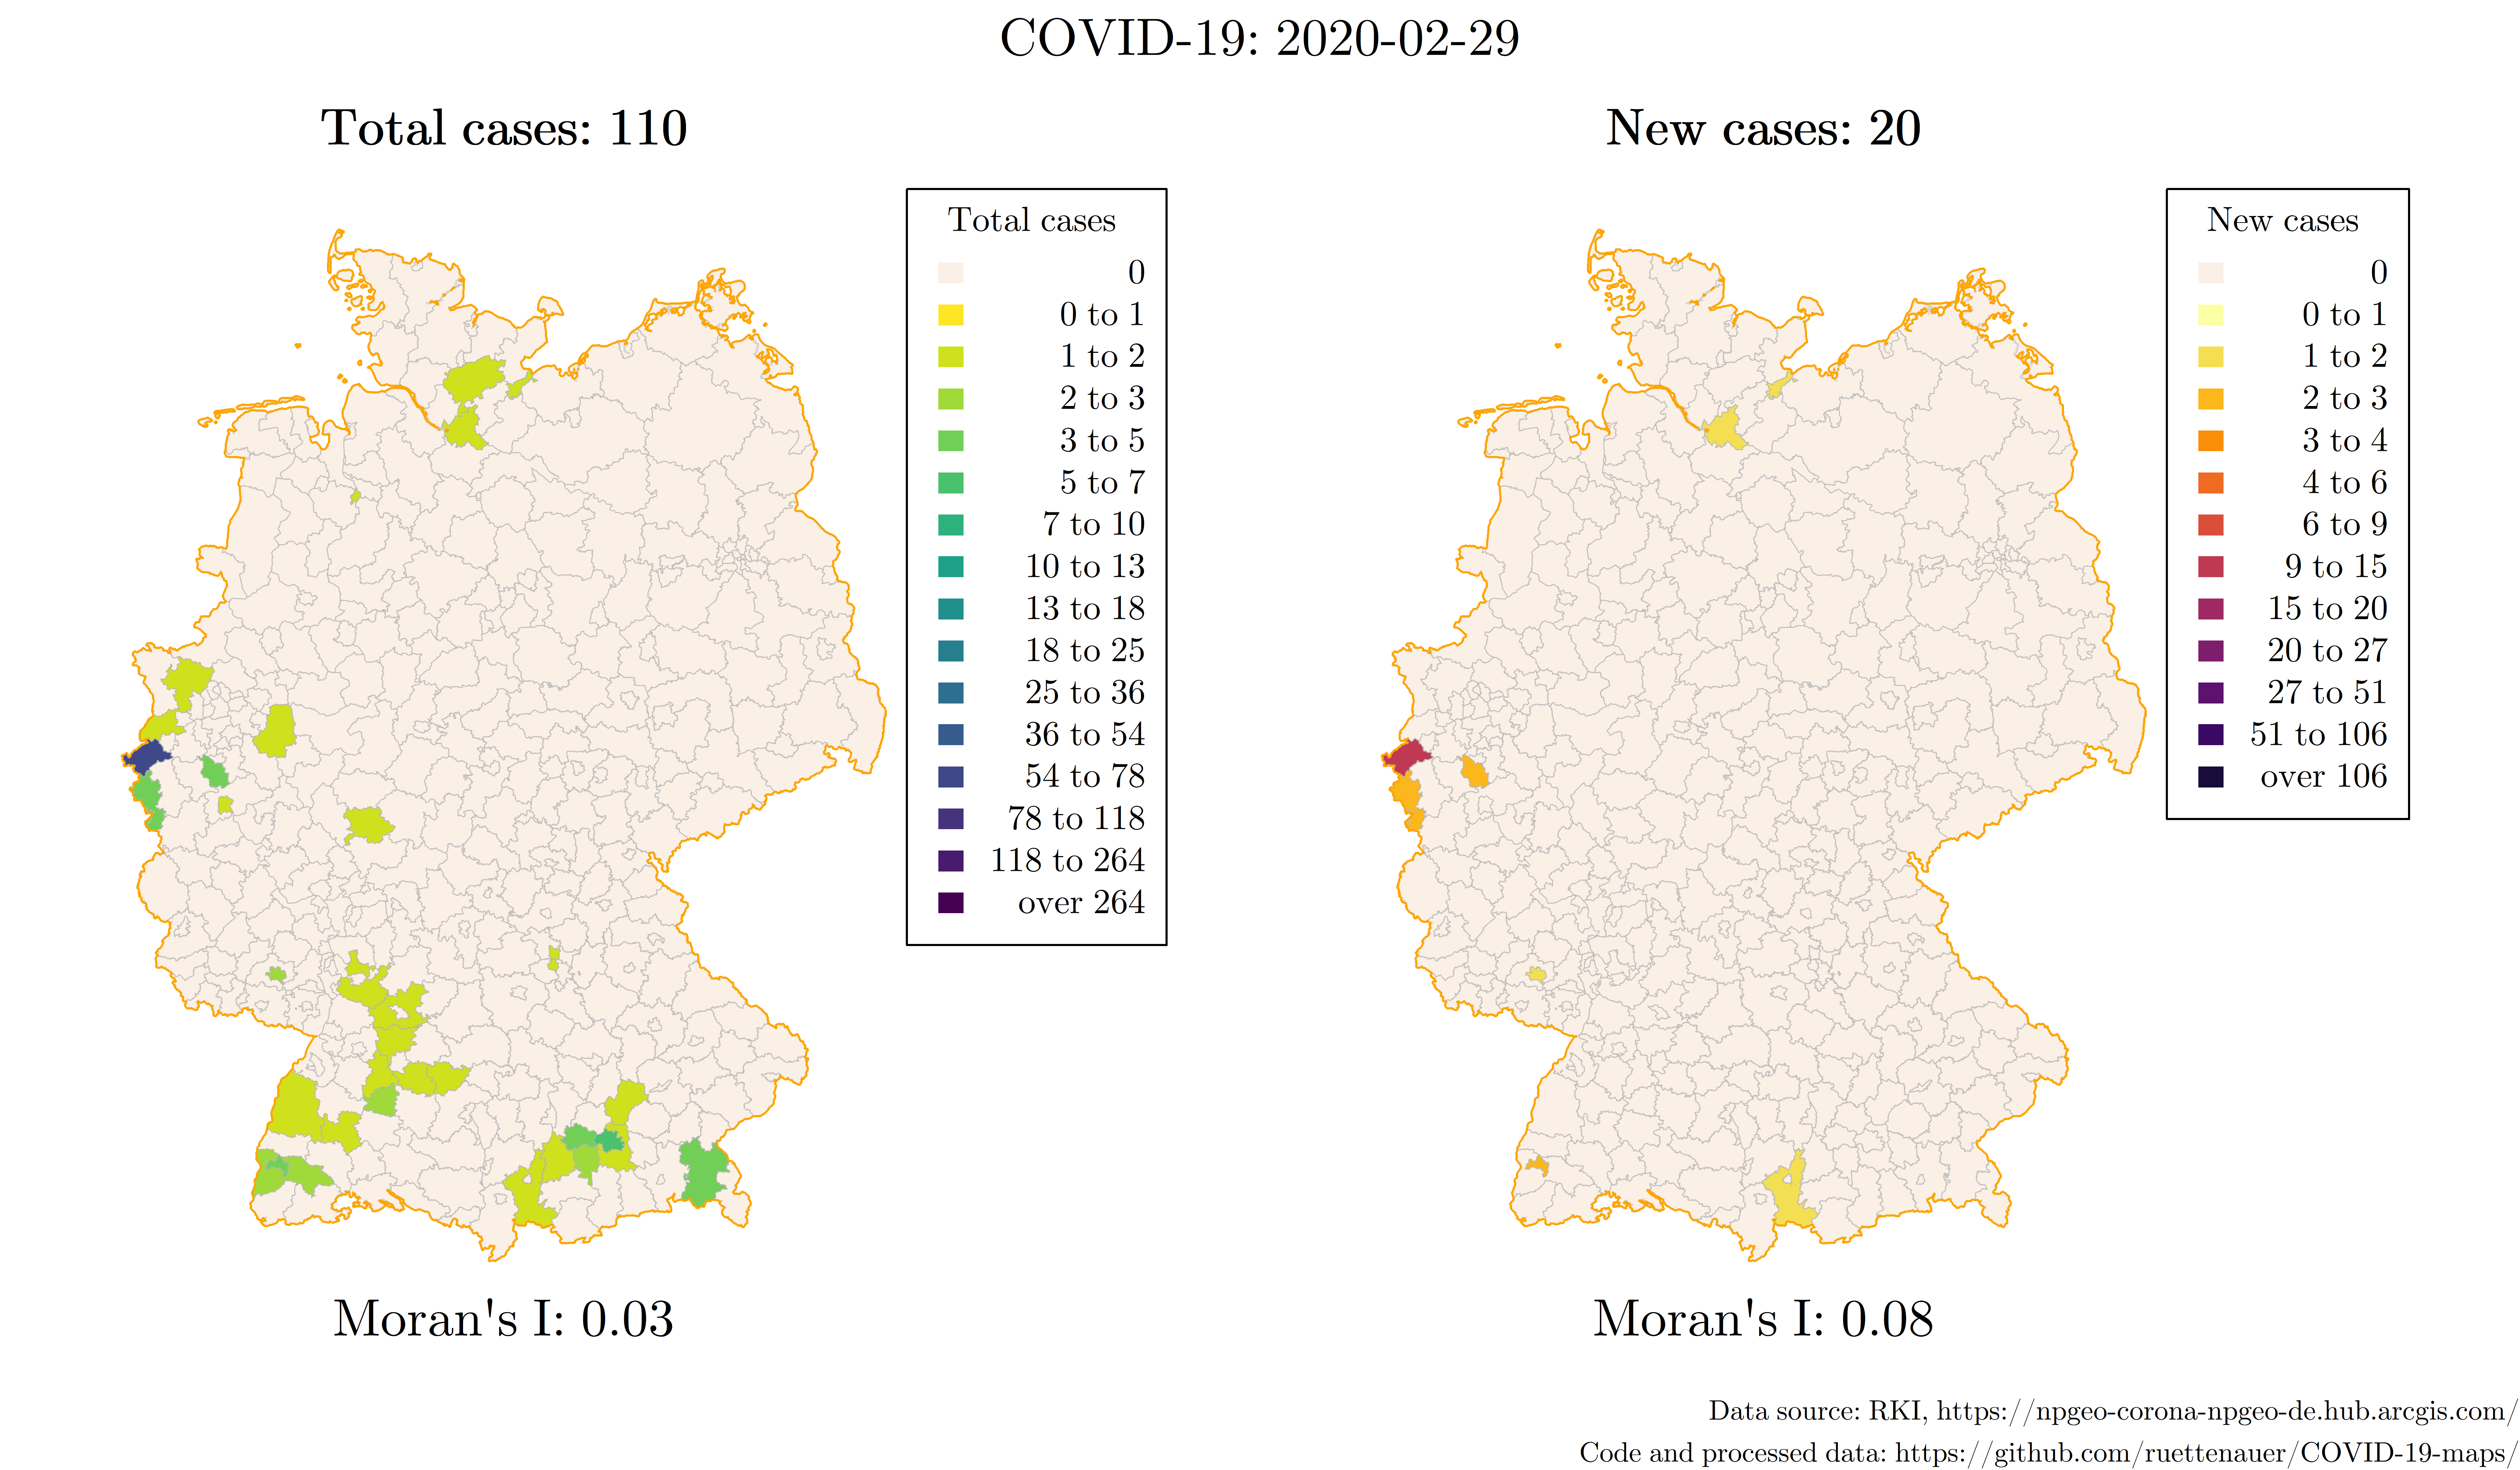 COVID-19: 2020-02-29
Total cases: 110
Total cases
0
0 to 1
1 to 2
2 to 3
3 to 5
5 to 7
7 to 10
10 to 13
13 to 18
18 to 25
25 to 36
36 to 54
54 to 78
78 to 118
118 to 264
over 264
Moran's I: 0.03
New cases: 20
New cases
0
0 to 1
1 to 2
2 to 3
3 to 4
4 to 6
6 to 9
9 to 15
15 to 20
20 to 27
27 to 51
51 to 106
over 106
Moran's I: 0.08
Data source: RKI, https://npgeo-corona-npgeo-de.hub.arcgis.com/
Code and processed data: https://github.com/ruettenauer/COVID-19-maps/